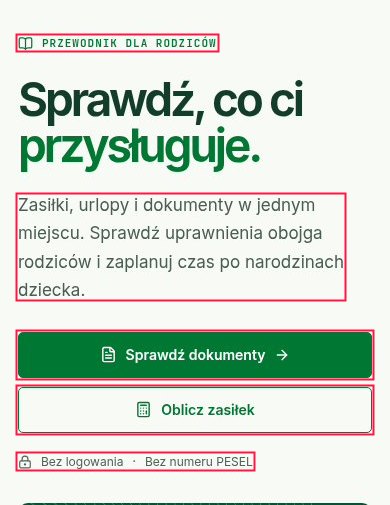 PRZEWODNIK DLA RODZICÓW
Sprawdź, co ci
przysługuje.
Zasiłki, urlopy i dokumenty w jednym
miejscu. Sprawdź uprawnienia obojga
rodziców i zaplanuj czas po narodzinach
dziecka.
Sprawdź dokumenty →
Oblicz zasiłek
Bez logowania · Bez numeru PESEL